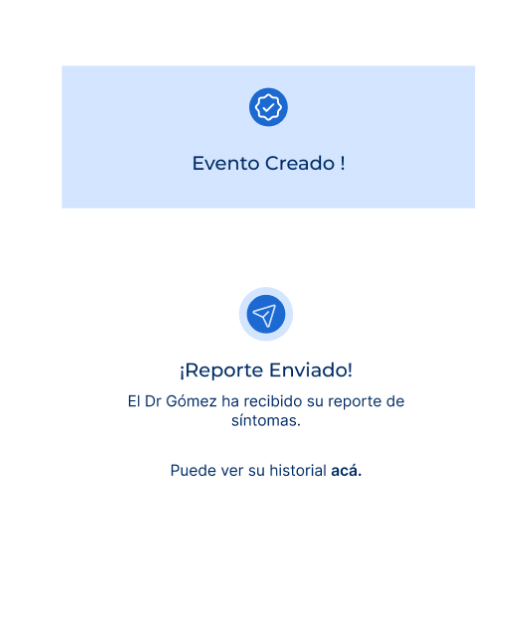 Evento Creado !
¡Reporte Enviado!
El Dr Gómez ha recibido su reporte de
síntomas.
Puede ver su historial acá.